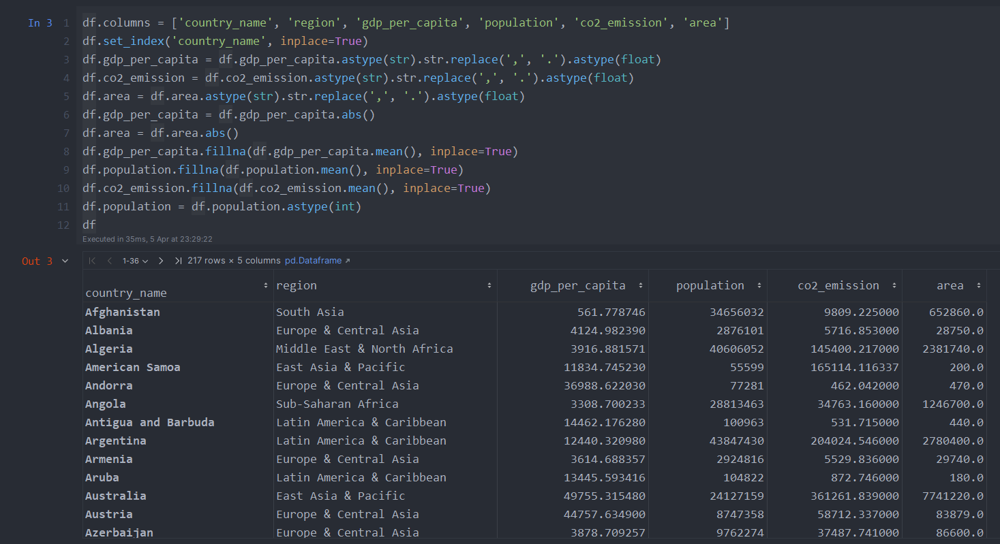 In 3 1 df.columns = ['country_name', 'region', 'gdp_per_capita', 'population', 'co2_emission', 'area']
2 df.set_index('country_name', inplace=True)
3 df.gdp_per_capita = df.gdp_per_capita.astype(str).str.replace(',', '.').astype(float)
4 df.co2_emission = df.co2_emission.astype(str).str.replace(',', '.').astype(float)
5 df.area = df.area.astype(str).str.replace(',', '.').astype(float)
6 df.gdp_per_capita = df.gdp_per_capita.abs()
7 df.area = df.area.abs()
8 df.gdp_per_capita.fillna(df.gdp_per_capita.mean(), inplace=True)
9 df.population.fillna(df.population.mean(), inplace=True)
10 df.co2_emission.fillna(df.co2_emission.mean(), inplace=True)
11 df.population = df.population.astype(int)
12 df
Executed in 35ms, 5 Apr at 23:29:22
Out 3 1-36 217 rows × 5 columns pd.Dataframe
country_name region gdp_per_capita population co2_emission area
Afghanistan South Asia 561.778746 34656032 9809.225000 652860.0
Albania Europe & Central Asia 4124.982390 2876101 5716.853000 28750.0
Algeria Middle East & North Africa 3916.881571 40606052 145400.217000 2381740.0
American Samoa East Asia & Pacific 11834.745230 55599 165114.116337 200.0
Andorra Europe & Central Asia 36988.622030 77281 462.042000 470.0
Angola Sub-Saharan Africa 3308.700233 28813463 34763.160000 1246700.0
Antigua and Barbuda Latin America & Caribbean 14462.176280 100963 531.715000 440.0
Argentina Latin America & Caribbean 12440.320980 43847430 204024.546000 2780400.0
Armenia Europe & Central Asia 3614.688357 2924816 5529.836000 29740.0
Aruba Latin America & Caribbean 13445.593416 104822 872.746000 180.0
Australia East Asia & Pacific 49755.315480 24127159 361261.839000 7741220.0
Austria Europe & Central Asia 44757.634900 8747358 58712.337000 83879.0
Azerbaijan Europe & Central Asia 3878.709257 9762274 37487.741000 86600.0